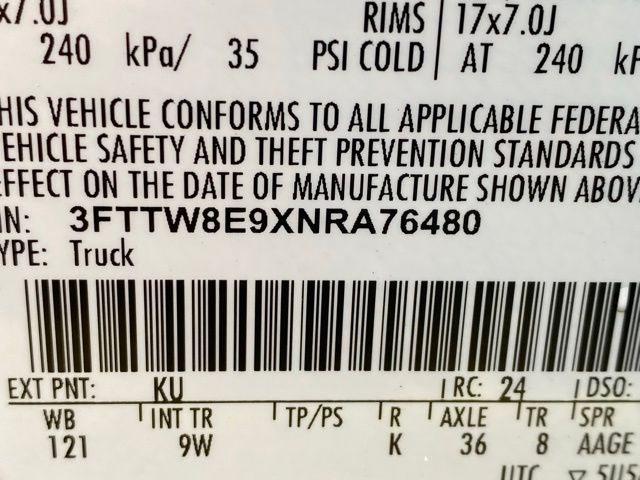 x7.0J RIMS 17x7.0J
240 kPa/ 35 PSI COLD AT 240
HIS VEHICLE CONFORMS TO ALL APPLICABLE FEDERA
EHICLE SAFETY AND THEFT PREVENTION STANDARDS
EFFECT ON THE DATE OF MANUFACTURE SHOWN ABOV
IN: 3FTTW8E9XNRA76480
YPE: Truck
EXT PNT: KU RC: 24 DSO:
WB INT TR TP/PS R AXLE TR SPR
121 9W K 36 8 AAGE
UTC